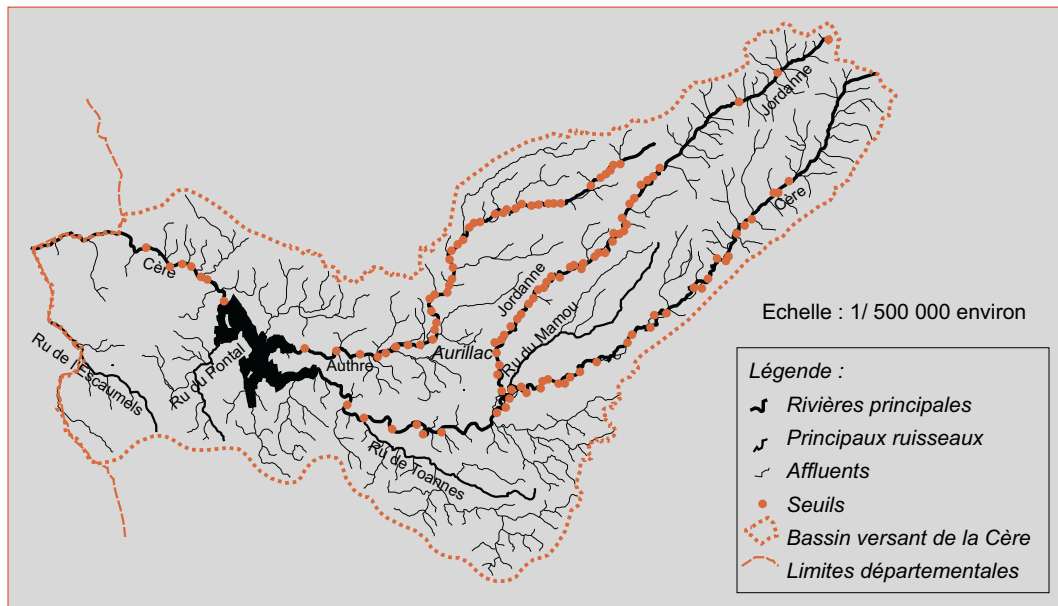 Jordanne
Cère
Cère
Jordanne
Ru du Mamou
Aurillac
Authre
Ru du Pontal
Ru de l'Escaumels
Ru de Toannes
Echelle : 1/ 500 000 environ
Légende :
Rivières principales
Principaux ruisseaux
Affluents
Seuils
Bassin versant de la Cère
Limites départementales